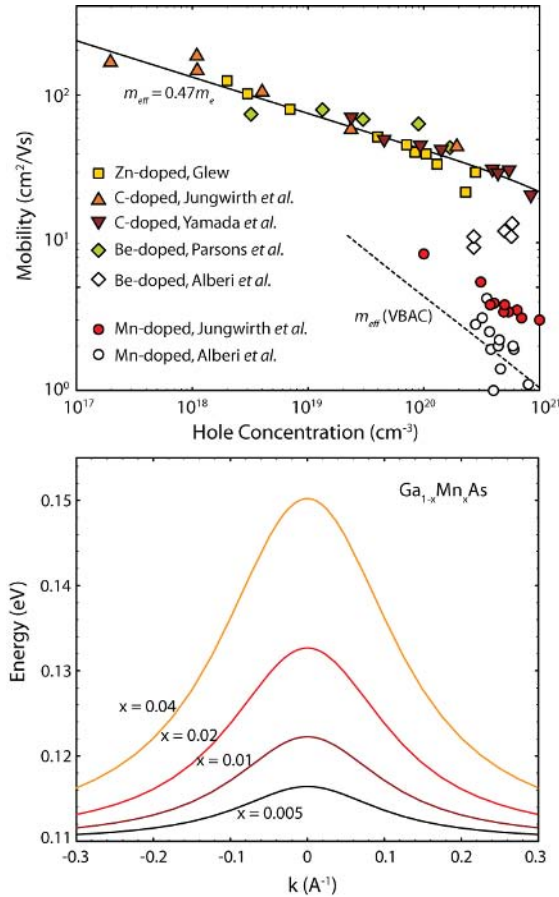 10²
m_eff = 0.47m_e
Mobility (cm²/Vs)
Zn-doped, Glew
C-doped, Jungwirth et al.
C-doped, Yamada et al.
Be-doped, Parsons et al.
10¹
Be-doped, Alberi et al.
m_eff (VBAC)
Mn-doped, Jungwirth et al.
Mn-doped, Alberi et al.
10⁰
10¹⁷ 10¹⁸ 10¹⁹ 10²⁰ 10²¹
Hole Concentration (cm⁻³)
Ga₁₋ₓMnₓAs
0.15
0.14
Energy (eV)
0.13
x = 0.04
x = 0.02
0.12
x = 0.01
x = 0.005
0.11
-0.3 -0.2 -0.1 0 0.1 0.2 0.3
k (A⁻¹)